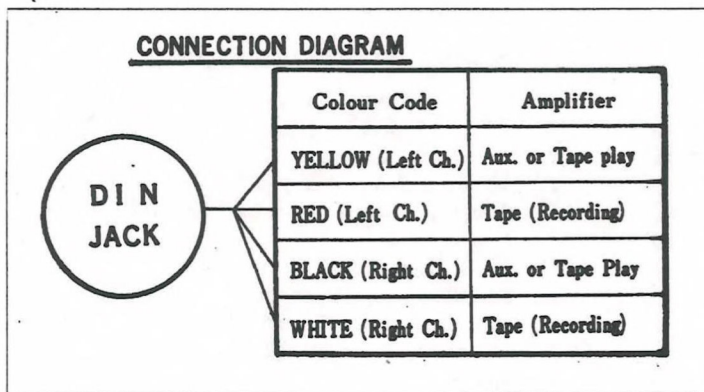 CONNECTION DIAGRAM
DIN
JACK
Colour Code Amplifier
YELLOW (Left Ch.) Aux. or Tape play
RED (Left Ch.) Tape (Recording)
BLACK (Right Ch.) Aux. or Tape Play
WHITE (Right Ch.) Tape (Recording)